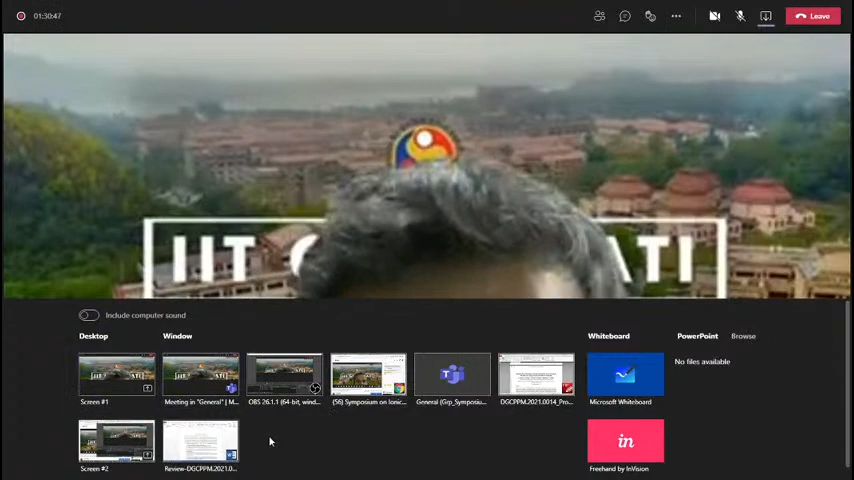 01:30:47
Leave
IIT G ATI
Include computer sound
Desktop
Window
Whiteboard
PowerPoint
Browse
No files available
Screen #1
Meeting in "General" | M...
OBS 26.1.1 (64-bit, wind...
(56) Symposium on Ionic...
General (Grp_Symposiu...
DGCPPM.2021.0014_Pro...
Microsoft Whiteboard
in
Screen #2
Review-DGCPPM.2021.0...
Freehand by InVision